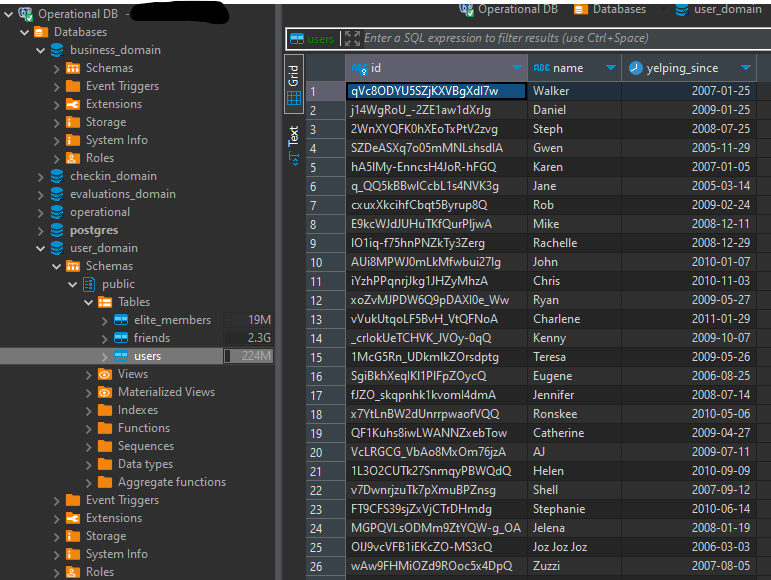 Operational DB -
Databases
business_domain
Schemas
Event Triggers
Extensions
Storage
System Info
Roles
checkin_domain
evaluations_domain
operational
postgres
user_domain
Schemas
public
Tables
elite_members 19M
friends 2.3G
users 224M
Views
Materialized Views
Indexes
Functions
Sequences
Data types
Aggregate functions
Event Triggers
Extensions
Storage
System Info
Roles
Operational DB Databases user_domain
users Enter a SQL expression to filter results (use Ctrl+Space)
Grid
Text
ABC id ABC name yelping_since
1 qVc8ODYU5SZjKXVBgXdI7w Walker 2007-01-25
2 j14WgRoU_-2ZE1aw1dXrJg Daniel 2009-01-25
3 2WnXYQFK0hXEoTxPtV2zvg Steph 2008-07-25
4 SZDeASXq7o05mMNLshsdIA Gwen 2005-11-29
5 hA5lMy-EnncsH4JoR-hFGQ Karen 2007-01-05
6 q_QQ5kBBwlCcbL1s4NVK3g Jane 2005-03-14
7 cxuxXkcihfCbqt5Byrup8Q Rob 2009-02-24
8 E9kcWJdJUHuTKfQurPljwA Mike 2008-12-11
9 lO1iq-f75hnPNZkTy3Zerg Rachelle 2008-12-29
10 AUi8MPWJ0mLkMfwbui27lg John 2010-01-07
11 iYzhPPqnrjJkg1JHZyMhzA Chris 2010-11-03
12 xoZvMJPDW6Q9pDAXI0e_Ww Ryan 2009-05-27
13 vVukUtqoLF5BvH_VtQFNoA Charlene 2011-01-29
14 _crIokUeTCHVK_JVOy-0qQ Kenny 2009-10-07
15 1McG5Rn_UDkmlkZOrsdptg Teresa 2009-05-26
16 SgiBkhXeqIKl1PlFpZOycQ Eugene 2006-08-25
17 fJZO_skqpnhk1kvomI4dmA Jennifer 2008-07-14
18 x7YtLnBW2dUnrrpwaofVQQ Ronskee 2010-05-06
19 QF1Kuhs8iwLWANNZxebTow Catherine 2009-04-27
20 VcLRGCG_VbAo8MxOm76jzA AJ 2009-07-11
21 1L3O2CUTk27SnmqyPBWQdQ Helen 2010-09-09
22 v7DwnrjzuTk7pXmuBPZnsg Shell 2007-09-12
23 FT9CFS39sjZxVjCTrDHmdg Stephanie 2010-06-14
24 MGPQVLsODMm9ZtYQW-g_OA Jelena 2008-01-19
25 OIJ9vcVFB1iEKcZO-MS3cQ Joz Joz Joz 2006-03-03
26 wAw9FHMiOZd9ROoc5x4DpQ Zuzzi 2007-08-05